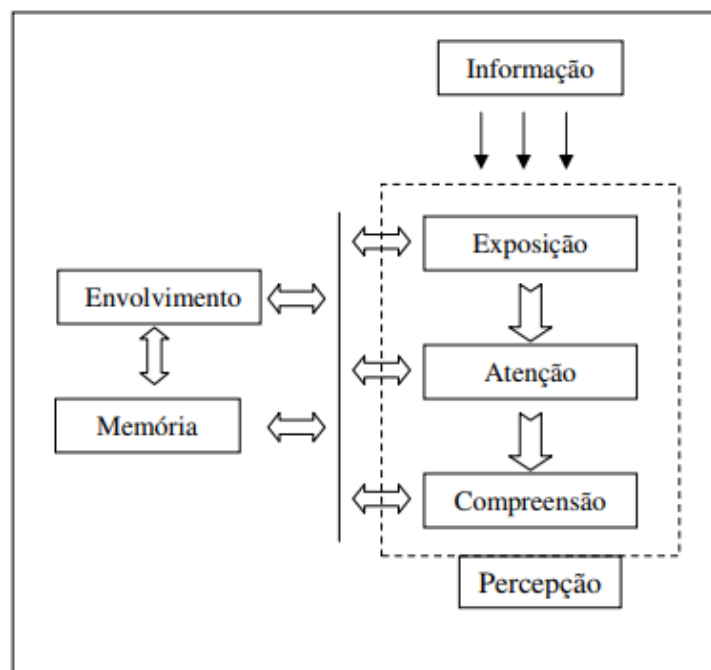 Informação
Exposição
Envolvimento
Atenção
Memória
Compreensão
Percepção